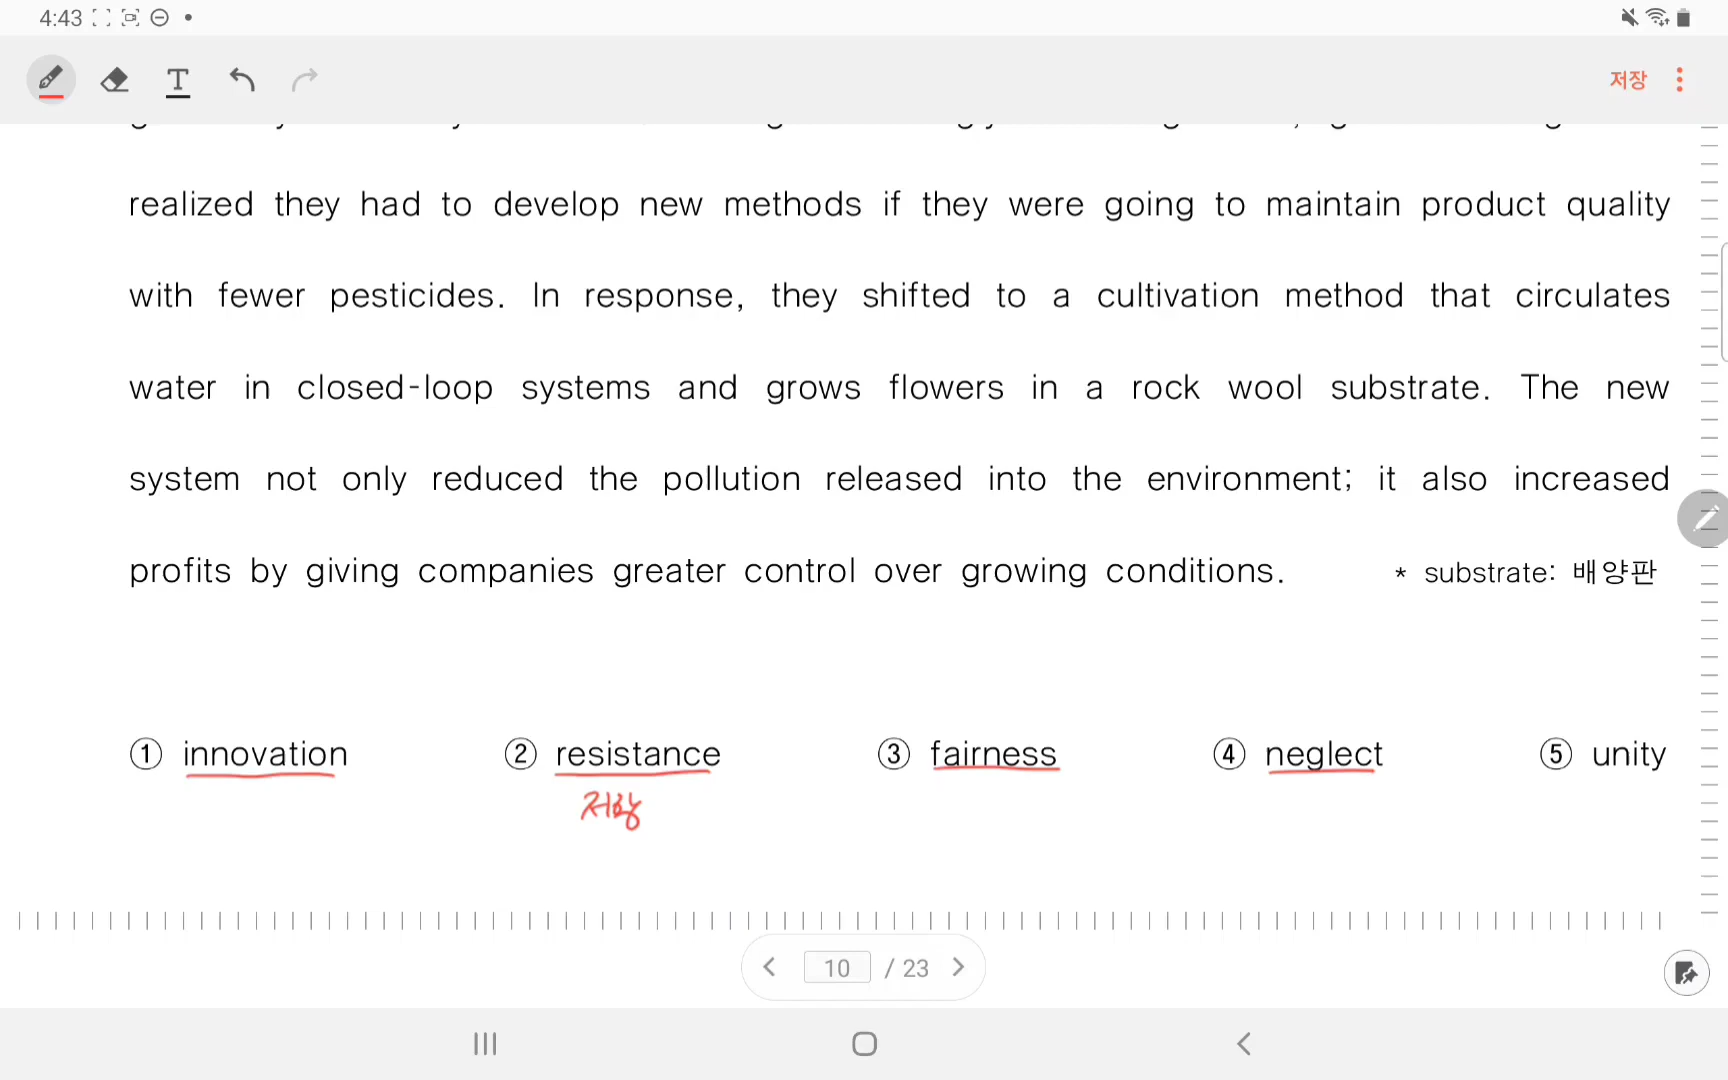 4:43
저장
realized they had to develop new methods if they were going to maintain product quality
with fewer pesticides. In response, they shifted to a cultivation method that circulates
water in closed-loop systems and grows flowers in a rock wool substrate. The new
system not only reduced the pollution released into the environment; it also increased
profits by giving companies greater control over growing conditions. * substrate: 배양판
① innovation ② resistance ③ fairness ④ neglect ⑤ unity
저항
10 / 23